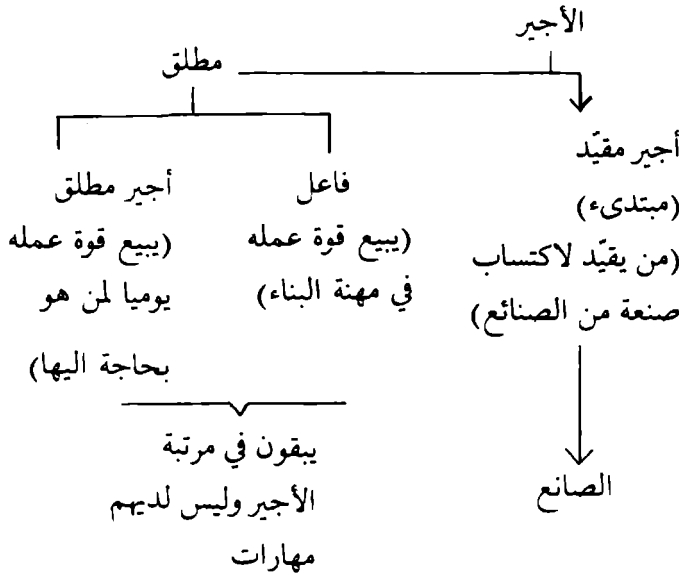 الأجير
مطلق
أجير مقيّد
(مبتدىء)
(من يقيّد لاكتساب
صنعة من الصنائع)
الصانع
فاعل
(يبيع قوة عمله
في مهنة البناء)
أجير مطلق
(يبيع قوة عمله
يوميا لمن هو
بحاجة اليها)
يبقون في مرتبة
الأجير وليس لديهم
مهارات